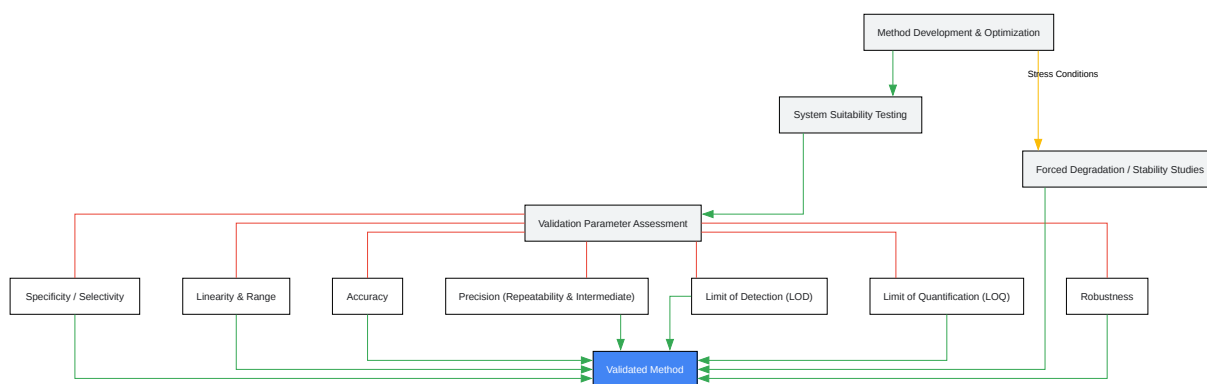 Method Development & Optimization
Stress Conditions
System Suitability Testing
Forced Degradation / Stability Studies
Validation Parameter Assessment
Specificity / Selectivity
Linearity & Range
Accuracy
Precision (Repeatability & Intermediate)
Limit of Detection (LOD)
Limit of Quantification (LOQ)
Robustness
Validated Method